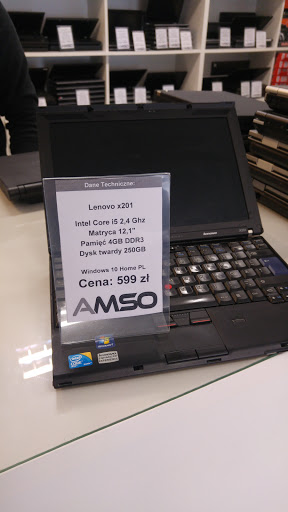 Dane Techniczne:
Lenovo x201
Intel Core i5 2,4 Ghz
Matryca 12,1"
Pamięć 4GB DDR3
Dysk twardy 250GB
Windows 10 Home PL
Cena: 599 zł
AMSO
lenovo